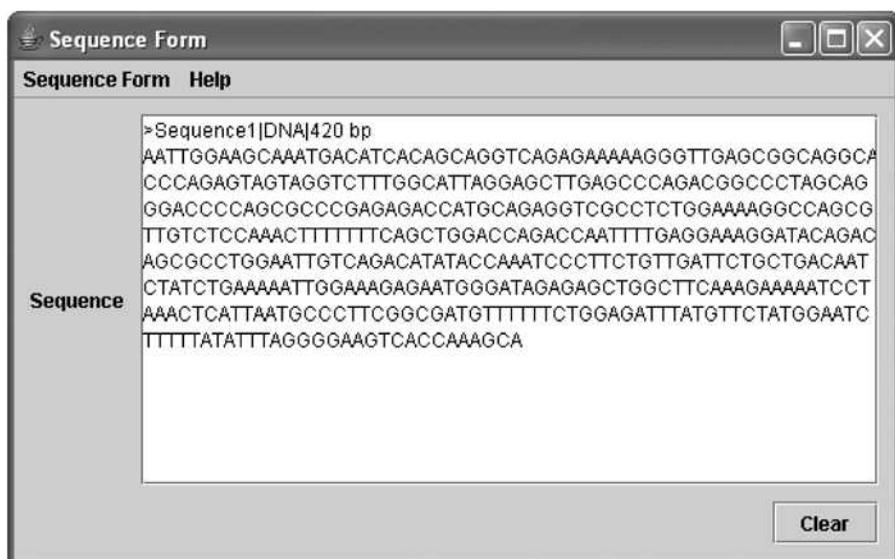 Sequence Form
Sequence Form Help
>Sequence1|DNA|420 bp
AATTGGAAGCAAATGACATCACAGCAGGTCAGAGAAAAAGGGTTGAGCGGCAGGCA
CCCAGAGTAGTAGGTCTTTGGCATTAGGAGCTTGAGCCCAGACGGCCCTAGCAG
GGACCCCAGCGCCCGAGAGACCATGCAGAGGTCGCCTCTGGAAAAGGCCAGCG
TTGTCTCCAAACTTTTTTTCAGCTGGACCAGACCAATTTTGAGGAAAGGATACAGAC
AGCGCCTGGAATTGTCAGACATATACCAAATCCCTTCTGTTGATTCTGCTGACAAT
CTATCTGAAAAATTGGAAAGAGAATGGGATAGAGAGCTGGCTTCAAAGAAAAATCCT
AAACTCATTAATGCCCTTCGGCGATGTTTTTTCTGGAGATTTATGTTCTATGGAATC
TTTTTATATTTAGGGGAAGTCACCAAAGCA
Sequence
Clear